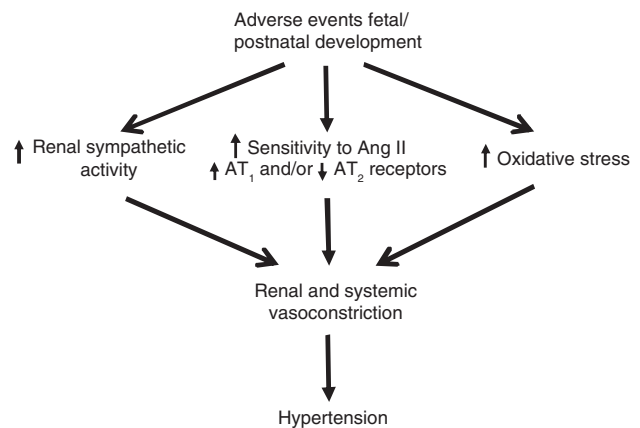 Adverse events fetal/
postnatal development
↑ Renal sympathetic
activity
↑ Sensitivity to Ang II
↑ AT₁ and/or ↓ AT₂ receptors
↑ Oxidative stress
Renal and systemic
vasoconstriction
Hypertension